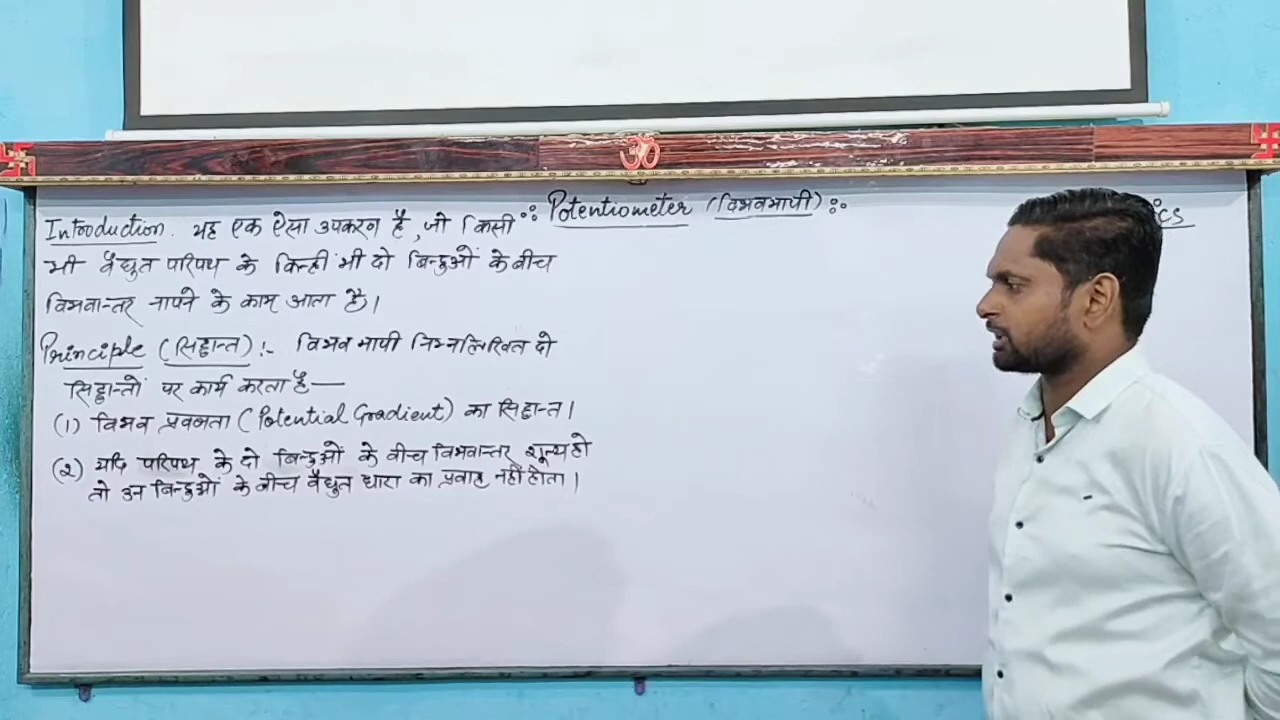 :: Potentiometer (विभवमापी) :-
Introduction. यह एक ऐसा उपकरण है, जो किसी
भी वैद्युत परिपथ के किन्हीं भी दो बिन्दुओं के बीच
विभवान्तर नापने के काम आता है।
Principle (सिद्धान्त) :- विभवमापी निम्नलिखित दो
सिद्धान्तों पर कार्य करता है—
(1) विभव प्रवणता (Potential Gradient) का सिद्धान्त।
(2) यदि परिपथ के दो बिन्दुओं के बीच विभवान्तर शून्य हो
तो उन बिन्दुओं के बीच वैद्युत धारा का प्रवाह नहीं होता।
ॐ